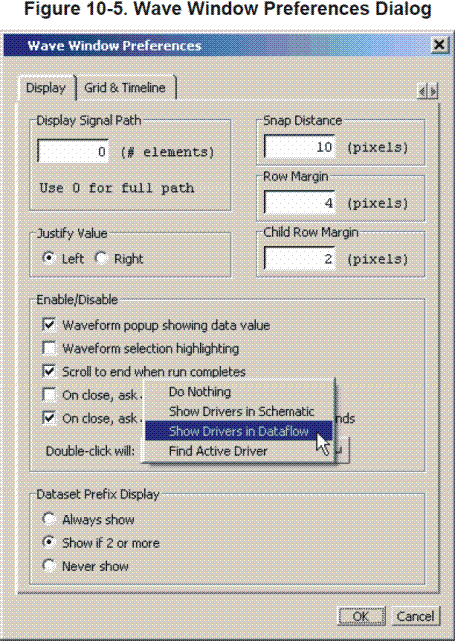 Figure 10-5. Wave Window Preferences Dialog
Wave Window Preferences
Display
Grid & Timeline
Display Signal Path
0 (# elements)
Use 0 for full path
Snap Distance
10 (pixels)
Row Margin
4 (pixels)
Justify Value
Left
Right
Child Row Margin
2 (pixels)
Enable/Disable
Waveform popup showing data value
Waveform selection highlighting
Scroll to end when run completes
On close, ask
On close, ask
Double-click will:
Do Nothing
Show Drivers in Schematic
Show Drivers in Dataflow
Find Active Driver
Dataset Prefix Display
Always show
Show if 2 or more
Never show
OK
Cancel